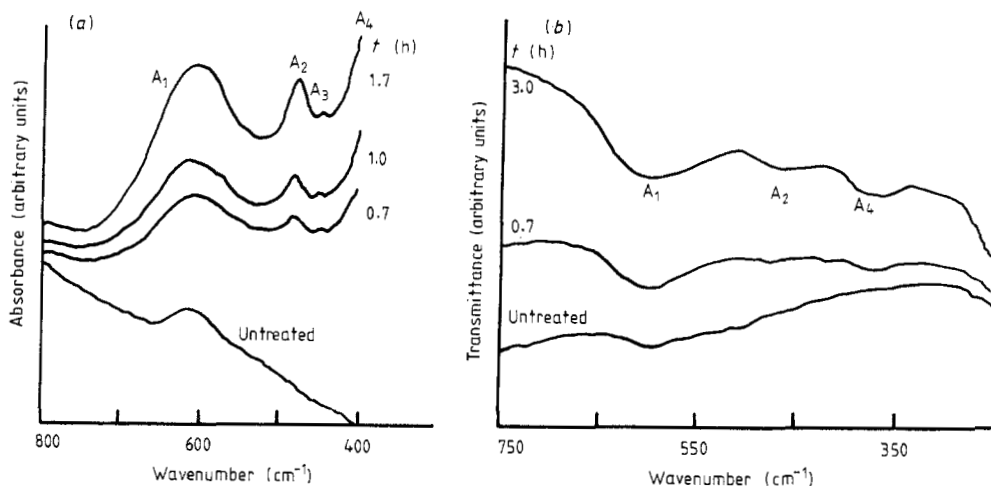 (a)
A₄
t (h)
1.7
A₁
A₂
A₃
1.0
0.7
Untreated
Absorbance (arbitrary units)
800
600
400
Wavenumber (cm⁻¹)
(b)
t (h)
3.0
A₁
A₂
A₄
0.7
Untreated
Transmittance (arbitrary units)
750
550
350
Wavenumber (cm⁻¹)